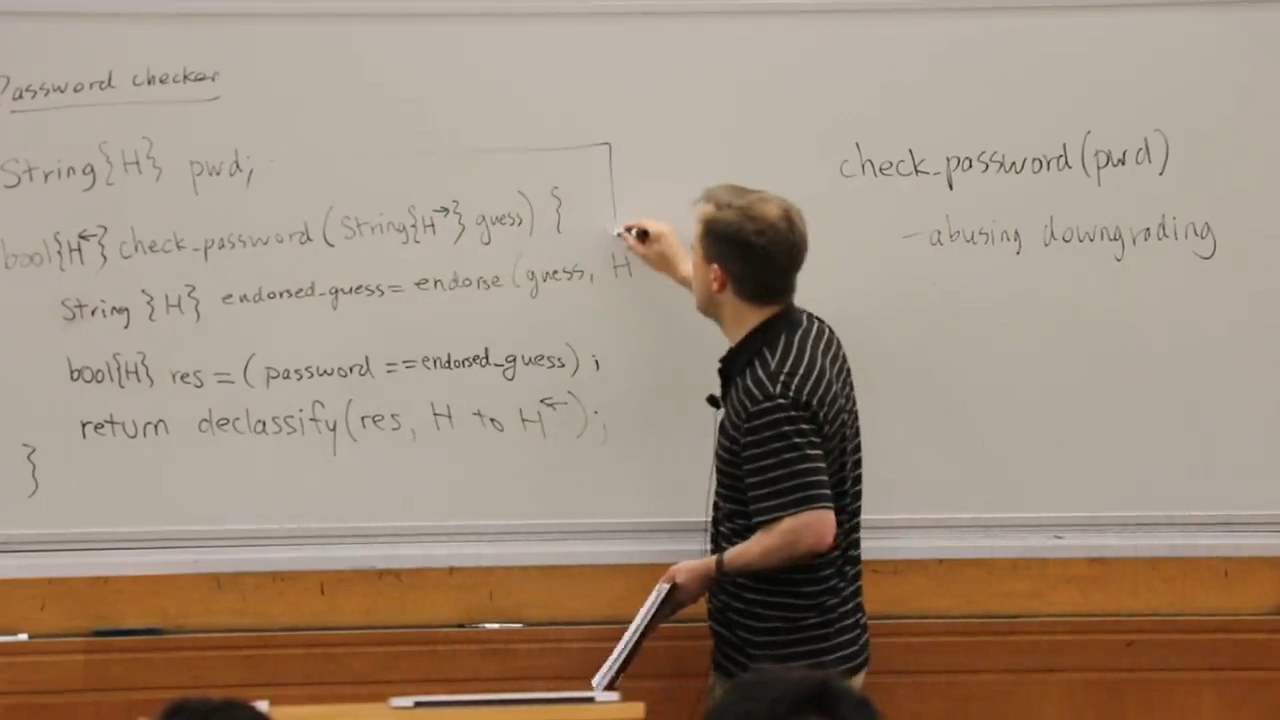 Password checker
String{H} pwd;
bool{H←} check_password(String{H→} guess) {
String {H} endorsed_guess = endorse(guess, H
bool{H} res = (password == endorsed_guess);
return declassify(res, H to H←);
}
check_password(pwd)
- abusing downgrading